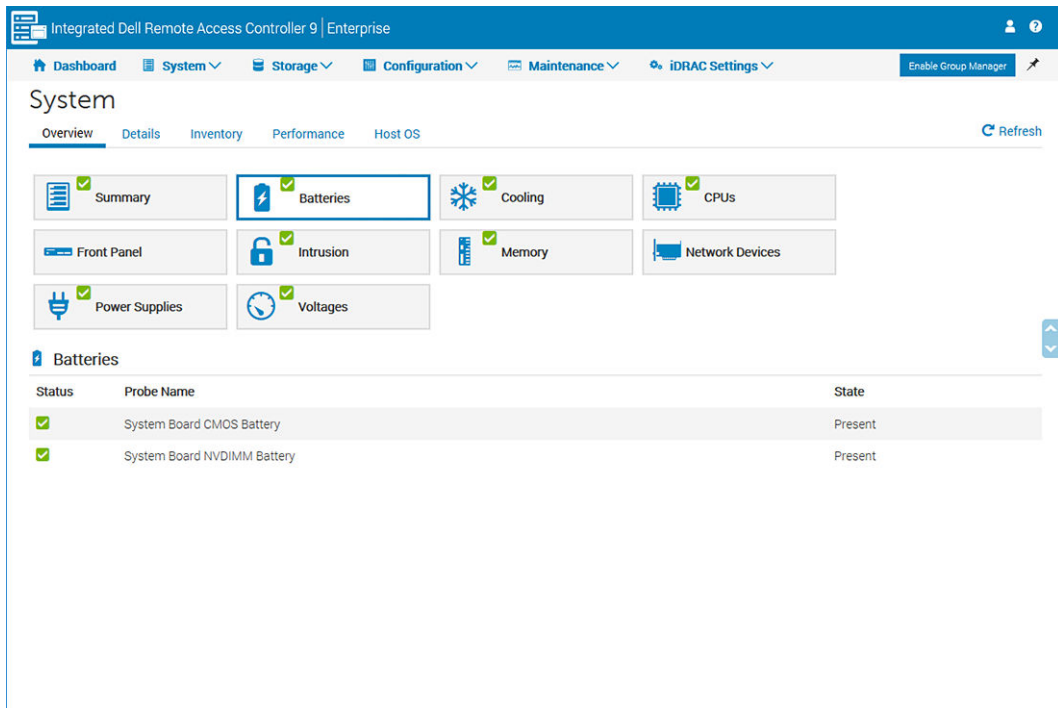 Integrated Dell Remote Access Controller 9 | Enterprise
Dashboard System Storage Configuration Maintenance iDRAC Settings Enable Group Manager
System
Overview Details Inventory Performance Host OS Refresh
Summary Batteries Cooling CPUs
Front Panel Intrusion Memory Network Devices
Power Supplies Voltages
Batteries
Status Probe Name State
System Board CMOS Battery Present
System Board NVDIMM Battery Present